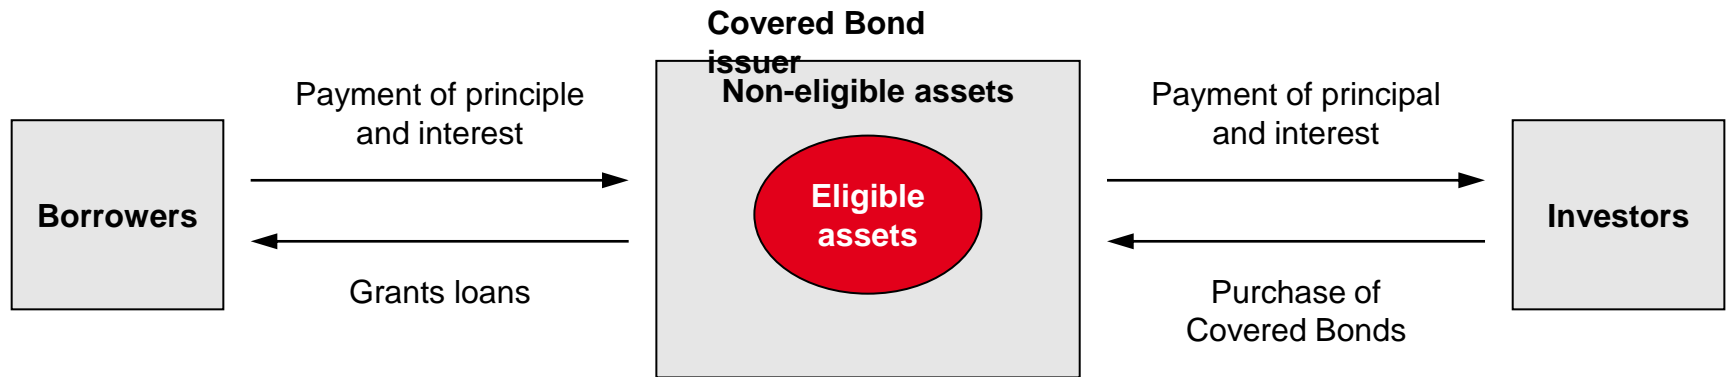 Covered Bond
issuer
Non-eligible assets
Payment of principle
and interest
Payment of principal
and interest
Borrowers
Eligible
assets
Investors
Grants loans
Purchase of
Covered Bonds